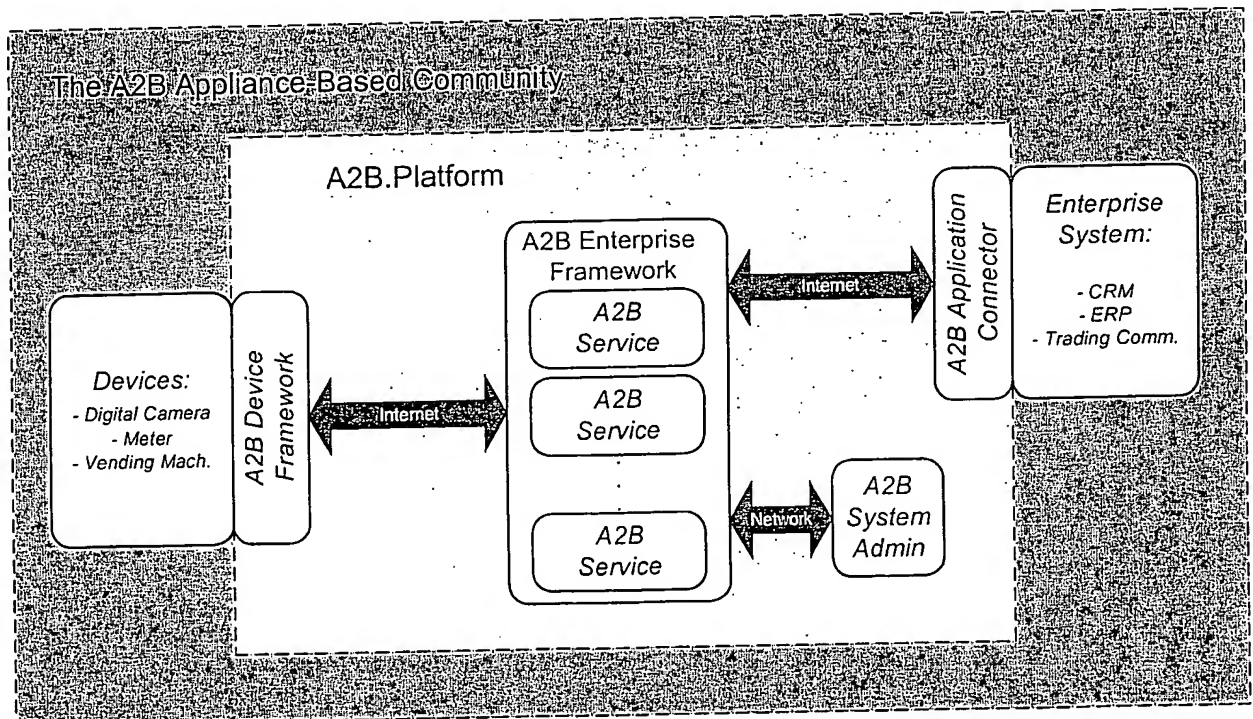 The A2B Appliance-Based Community
A2B.Platform
Devices:
- Digital Camera
- Meter
- Vending Mach.
A2B Device
Framework
Internet
A2B Enterprise
Framework
A2B
Service
A2B
Service
A2B
Service
Internet
A2B Application
Connector
Enterprise
System:
- CRM
- ERP
- Trading Comm.
Network
A2B
System
Admin